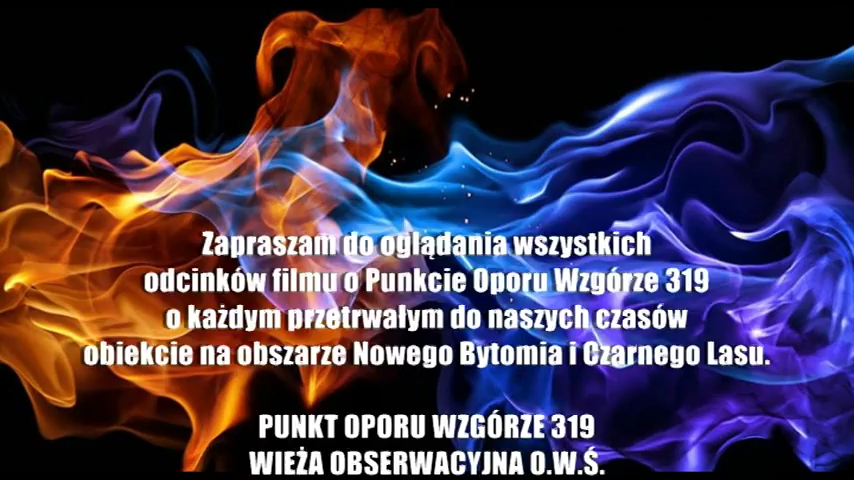 Zapraszam do oglądania wszystkich
odcinków filmu o Punkcie Oporu Wzgórze 319
o każdym przetrwałym do naszych czasów
obiekcie na obszarze Nowego Bytomia i Czarnego Lasu.
PUNKT OPORU WZGÓRZE 319
WIEŻA OBSERWACYJNA O.W.Ś.